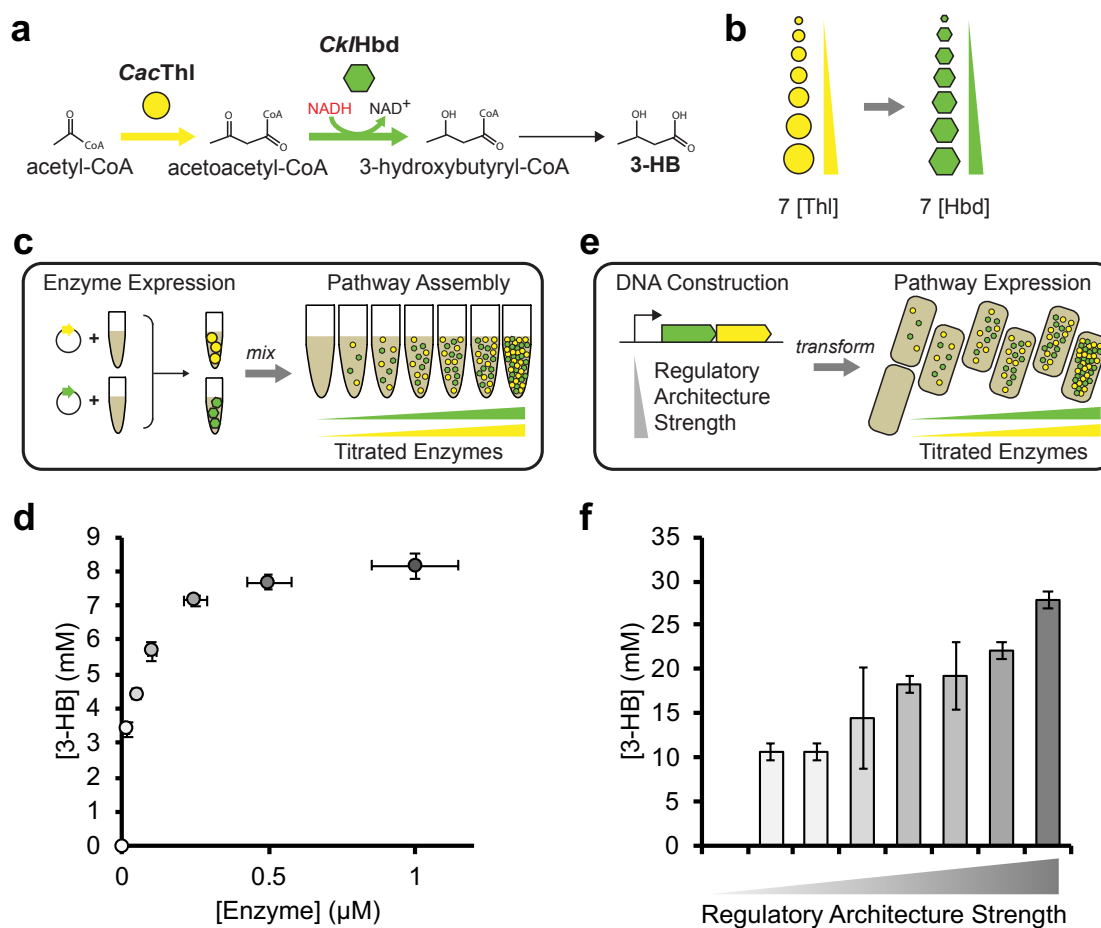 a
CacThl
CklHbd
NADH
NAD+
O
CoA
acetyl-CoA
O
CoA
O
acetoacetyl-CoA
OH
CoA
O
3-hydroxybutyryl-CoA
OH
OH
O
3-HB
b
7 [Thl]
7 [Hbd]
c
Enzyme Expression
Pathway Assembly
+
+
mix
Titrated Enzymes
e
DNA Construction
Pathway Expression
transform
Regulatory
Architecture
Strength
Titrated Enzymes
d
[3-HB] (mM)
9
8
7
6
5
4
3
2
1
0
0
0.5
1
[Enzyme] (µM)
f
[3-HB] (mM)
35
30
25
20
15
10
5
0
Regulatory Architecture Strength